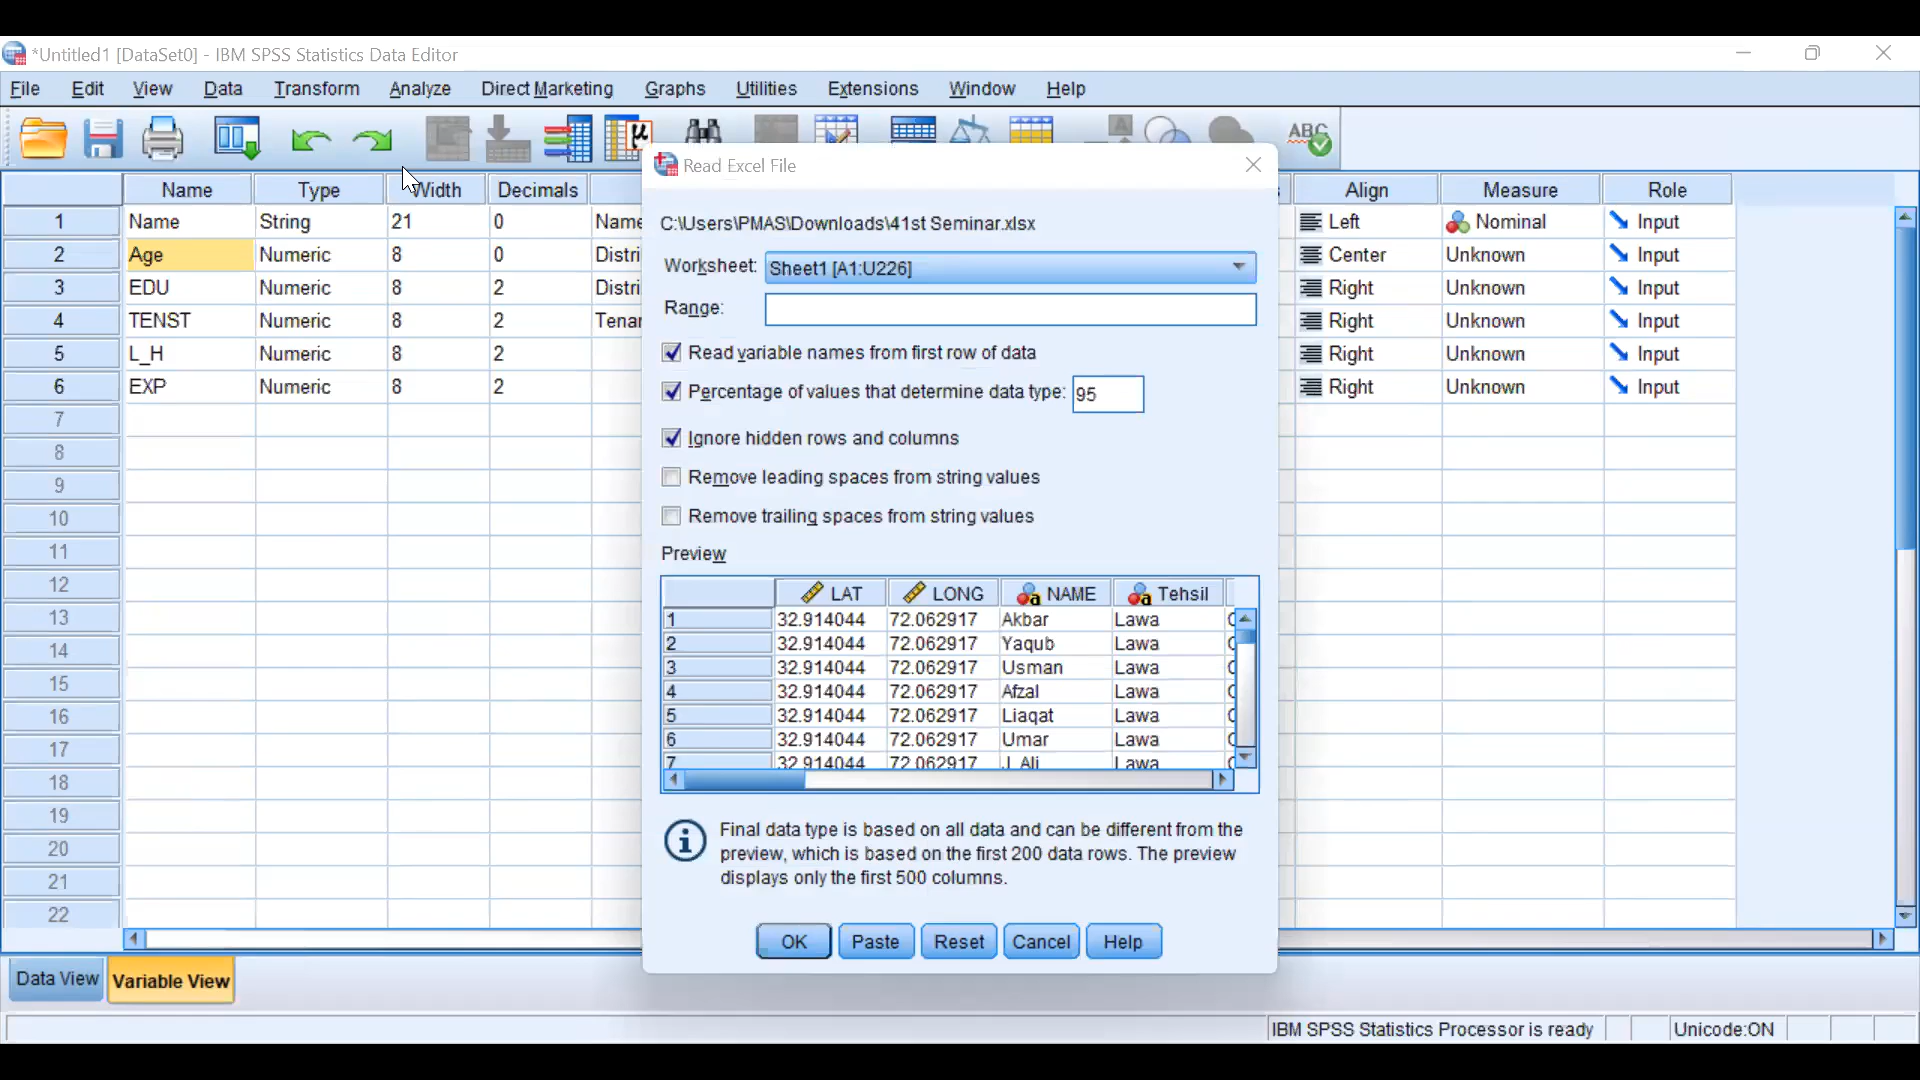 *Untitled1 [DataSet0] - IBM SPSS Statistics Data Editor
File Edit View Data Transform Analyze Direct Marketing Graphs Utilities Extensions Window Help
Read Excel File
Name Type Width Decimals Align Measure Role
1 Name String 21 0 Name Left Nominal Input
2 Age Numeric 8 0 Distri Center Unknown Input
3 EDU Numeric 8 2 Distri Right Unknown Input
4 TENST Numeric 8 2 Tenar Right Unknown Input
5 L_H Numeric 8 2 Right Unknown Input
6 EXP Numeric 8 2 Right Unknown Input
7
8
9
10
11
12
13
14
15
16
17
18
19
20
21
22
C:\Users\PMAS\Downloads\41st Seminar.xlsx
Worksheet: Sheet1 [A1:U226]
Range:
Read variable names from first row of data
Percentage of values that determine data type: 95
Ignore hidden rows and columns
Remove leading spaces from string values
Remove trailing spaces from string values
Preview
LAT LONG NAME Tehsil
1 32.914044 72.062917 Akbar Lawa
2 32.914044 72.062917 Yaqub Lawa
3 32.914044 72.062917 Usman Lawa
4 32.914044 72.062917 Afzal Lawa
5 32.914044 72.062917 Liaqat Lawa
6 32.914044 72.062917 Umar Lawa
7 32.914044 72.062917 J. Ali Lawa
Final data type is based on all data and can be different from the
preview, which is based on the first 200 data rows. The preview
displays only the first 500 columns.
OK Paste Reset Cancel Help
Data View Variable View
IBM SPSS Statistics Processor is ready Unicode:ON